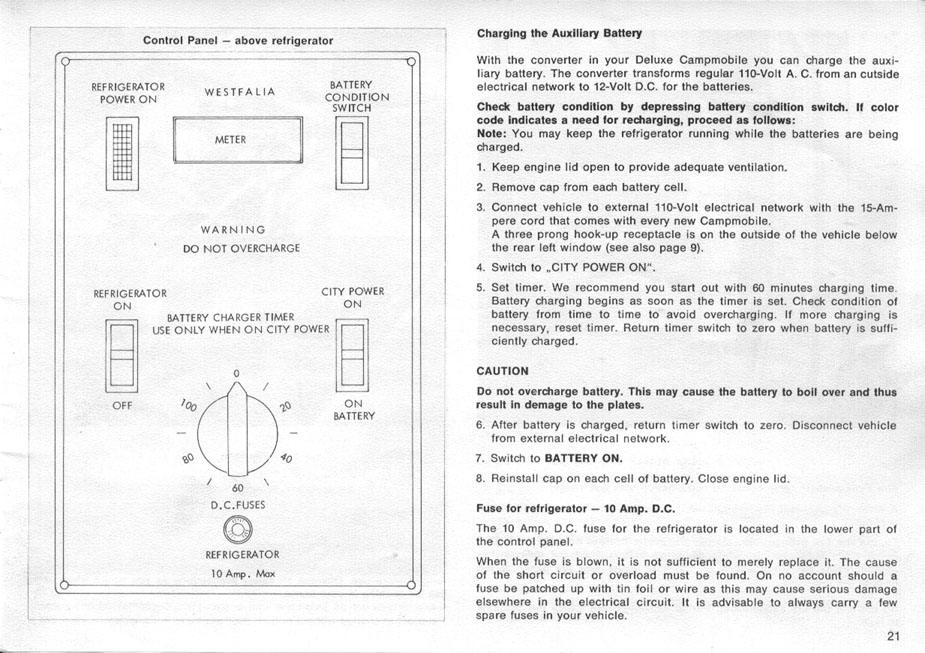 Control Panel – above refrigerator
REFRIGERATOR
POWER ON
WESTFALIA
BATTERY
CONDITION
SWITCH
METER
WARNING
DO NOT OVERCHARGE
REFRIGERATOR
ON
CITY POWER
ON
BATTERY CHARGER TIMER
USE ONLY WHEN ON CITY POWER
0
100
20
OFF
ON
BATTERY
80
40
60
D.C.FUSES
REFRIGERATOR
10 Amp. Max
Charging the Auxiliary Battery
With the converter in your Deluxe Campmobile you can charge the auxi-
liary battery. The converter transforms regular 110-Volt A. C. from an cutside
electrical network to 12-Volt D.C. for the batteries.
Check battery condition by depressing battery condition switch. If color
code indicates a need for recharging, proceed as follows:
Note: You may keep the refrigerator running while the batteries are being
charged.
1. Keep engine lid open to provide adequate ventilation.
2. Remove cap from each battery cell.
3. Connect vehicle to external 110-Volt electrical network with the 15-Am-
pere cord that comes with every new Campmobile.
A three prong hook-up receptacle is on the outside of the vehicle below
the rear left window (see also page 9).
4. Switch to „CITY POWER ON“.
5. Set timer. We recommend you start out with 60 minutes charging time.
Battery charging begins as soon as the timer is set. Check condition of
battery from time to time to avoid overcharging. If more charging is
necessary, reset timer. Return timer switch to zero when battery is suffi-
ciently charged.
CAUTION
Do not overcharge battery. This may cause the battery to boil over and thus
result in demage to the plates.
6. After battery is charged, return timer switch to zero. Disconnect vehicle
from external electrical network.
7. Switch to BATTERY ON.
8. Reinstall cap on each cell of battery. Close engine lid.
Fuse for refrigerator – 10 Amp. D.C.
The 10 Amp. D.C. fuse for the refrigerator is located in the lower part of
the control panel.
When the fuse is blown, it is not sufficient to merely replace it. The cause
of the short circuit or overload must be found. On no account should a
fuse be patched up with tin foil or wire as this may cause serious damage
elsewhere in the electrical circuit. It is advisable to always carry a few
spare fuses in your vehicle.
21